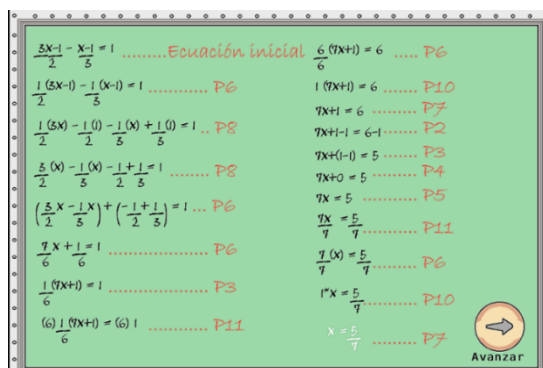 3x-1/2 - x-1/3 = 1 .........Ecuación inicial
1/2 (3x-1) - 1/3 (x-1) = 1 ............ P6
1/2 (3x) - 1/2 (1) - 1/3 (x) + 1/3 (1) = 1 .. P8
3/2 (x) - 1/3 (x) - 1/2 + 1/3 = 1 ........ P8
(3/2 x - 1/3 x) + (- 1/2 + 1/3) = 1 ... P6
7/6 x + 1/6 = 1 .................. P6
1/6 (7x+1) = 1 .................. P3
(6) 1/6 (7x+1) = (6) 1 ............ P11
6/6 (7x+1) = 6 ..... P6
1 (7x+1) = 6 ........ P10
7x+1 = 6 ........ P7
7x+1-1 = 6-1 ...... P2
7x+(1-1) = 5 ....... P3
7x+0 = 5 ......... P4
7x = 5 .......... P5
7x/7 = 5/7 ........... P11
7/7 (x) = 5/7 .......... P6
1*x = 5/7 ........... P10
x = 5/7 ......... P7
Avanzar